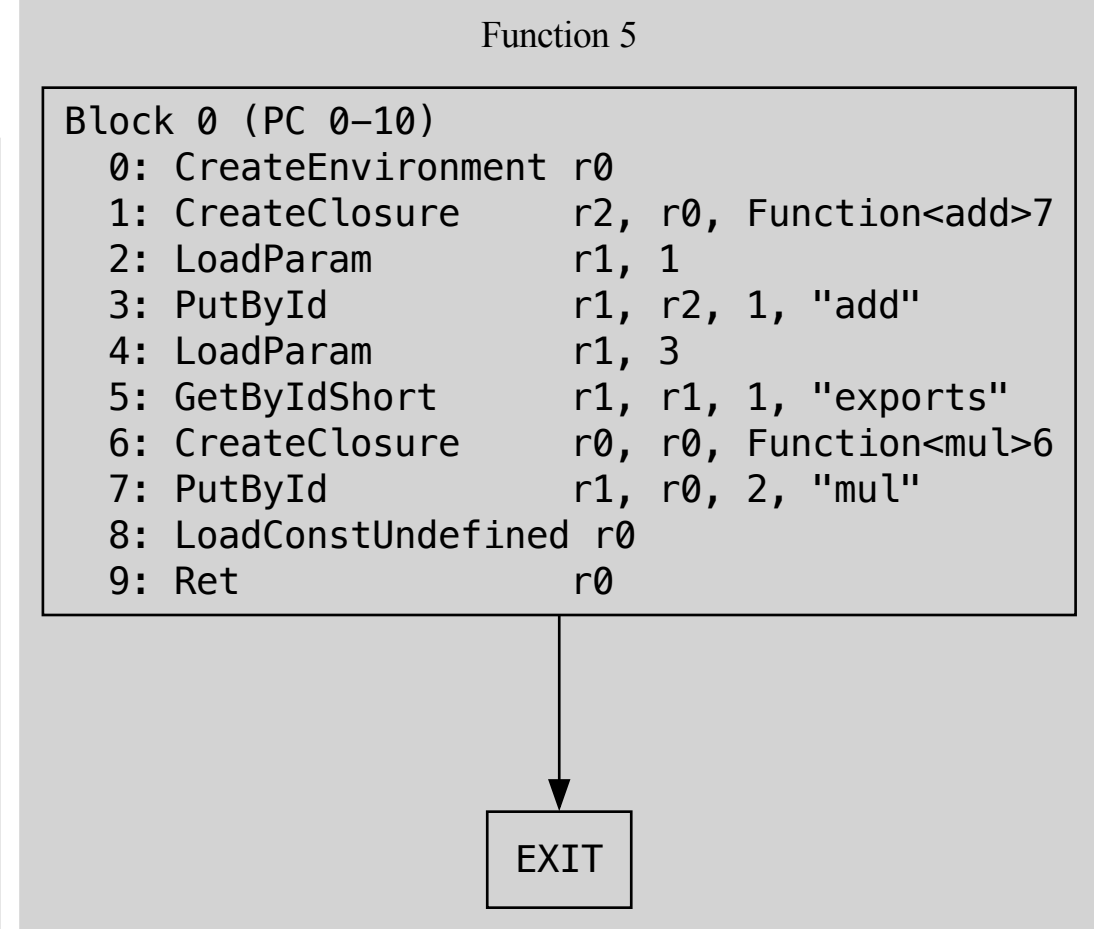 Function 5
Block 0 (PC 0–10)
0: CreateEnvironment r0
1: CreateClosure r2, r0, Function<add>7
2: LoadParam r1, 1
3: PutById r1, r2, 1, "add"
4: LoadParam r1, 3
5: GetByIdShort r1, r1, 1, "exports"
6: CreateClosure r0, r0, Function<mul>6
7: PutById r1, r0, 2, "mul"
8: LoadConstUndefined r0
9: Ret r0
EXIT